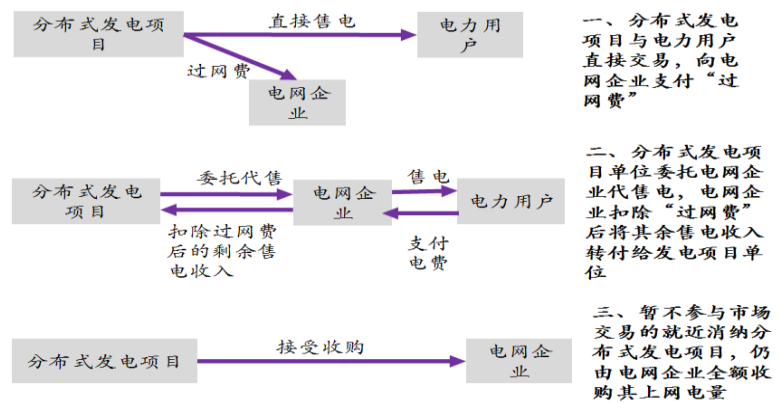 分布式发电项
目
直接售电
电力用
户
过网费
电网企
业
一、分布式发电
项目与电力用户
直接交易，向电
网企业支付“过
网费”
分布式发电
项目
委托代售
扣除过网费
后的剩余售
电收入
电网企
业
售电
支付
电费
电力用户
二、分布式发电项
目单位委托电网企
业代售电，电网企
业扣除“过网费”
后将其余售电收入
转付给发电项目单
位
分布式发电项目
接受收购
电网企
业
三、暂不参与市场
交易的就近消纳分
布式发电项目，仍
由电网企业全额收
购其上网电量